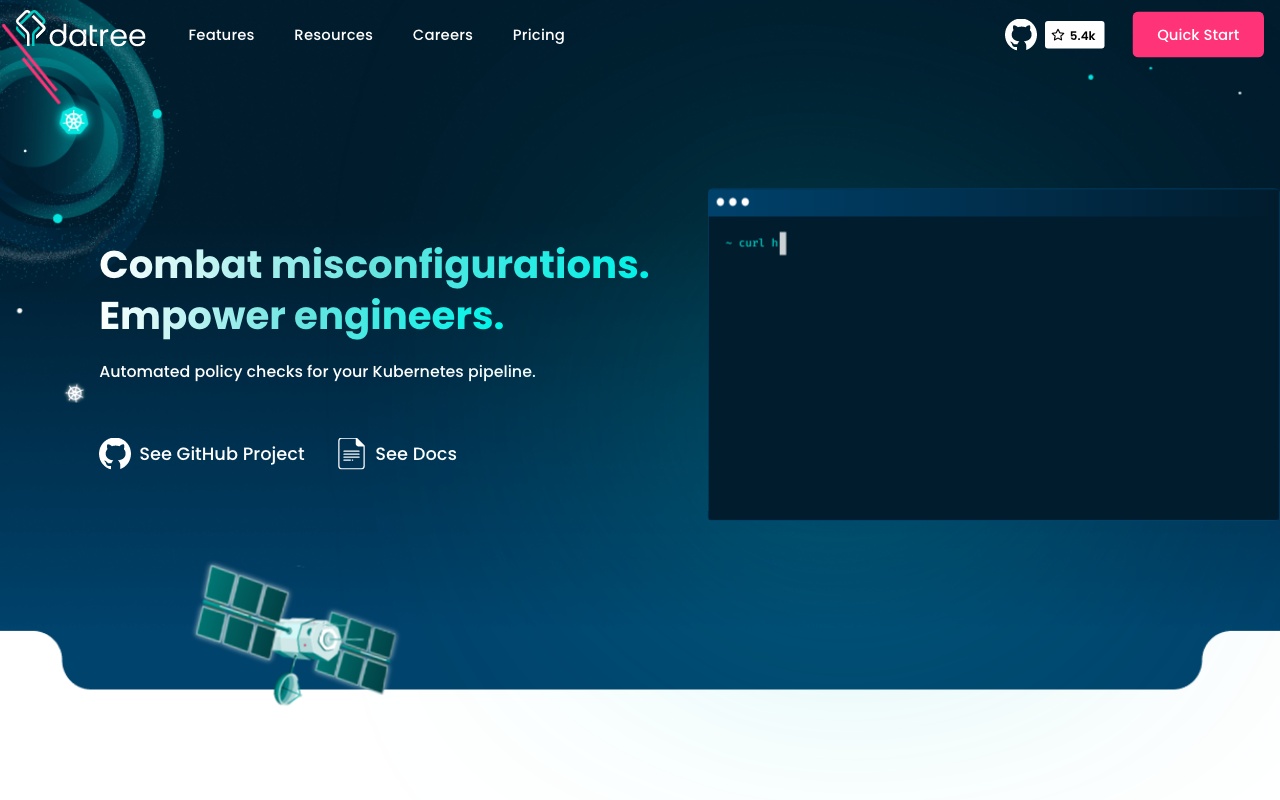 datree
Features
Resources
Careers
Pricing
5.4k
Quick Start
Combat misconfigurations.
Empower engineers.
Automated policy checks for your Kubernetes pipeline.
See GitHub Project
See Docs
~ curl h